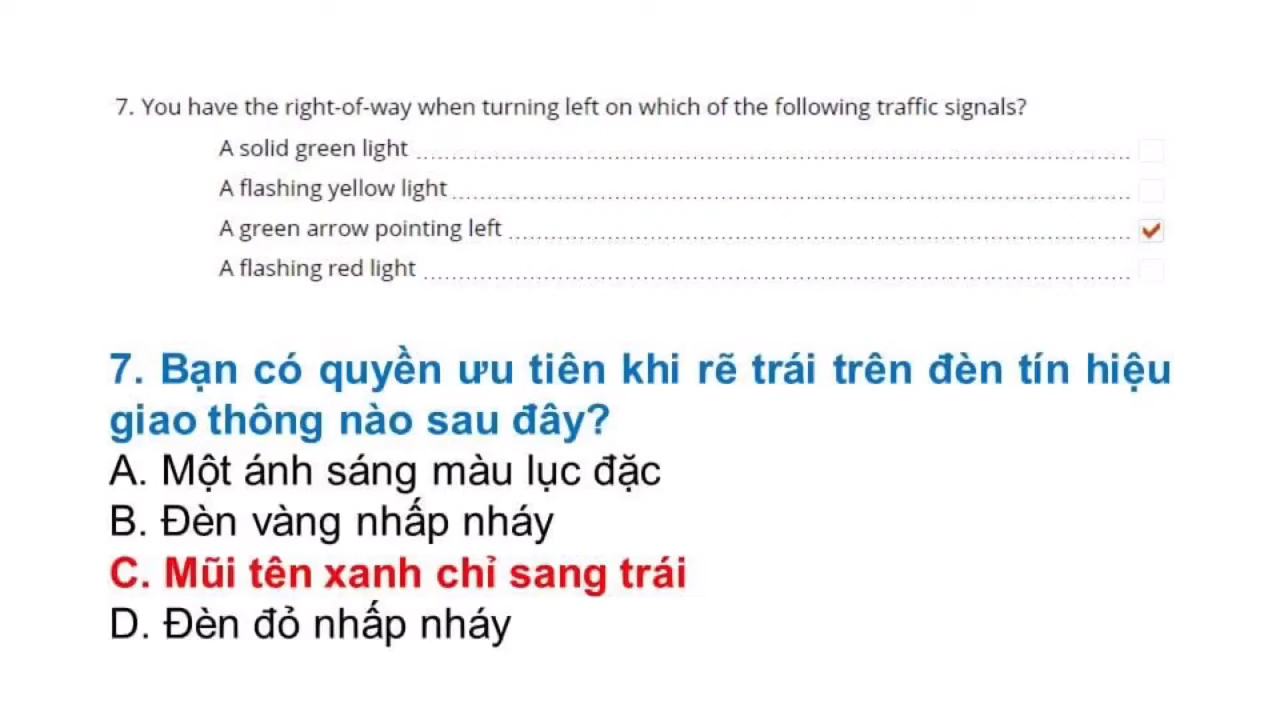 7. You have the right-of-way when turning left on which of the following traffic signals?
A solid green light
A flashing yellow light
A green arrow pointing left
A flashing red light
7. Bạn có quyền ưu tiên khi rẽ trái trên đèn tín hiệu
giao thông nào sau đây?
A. Một ánh sáng màu lục đặc
B. Đèn vàng nhấp nháy
C. Mũi tên xanh chỉ sang trái
D. Đèn đỏ nhấp nháy